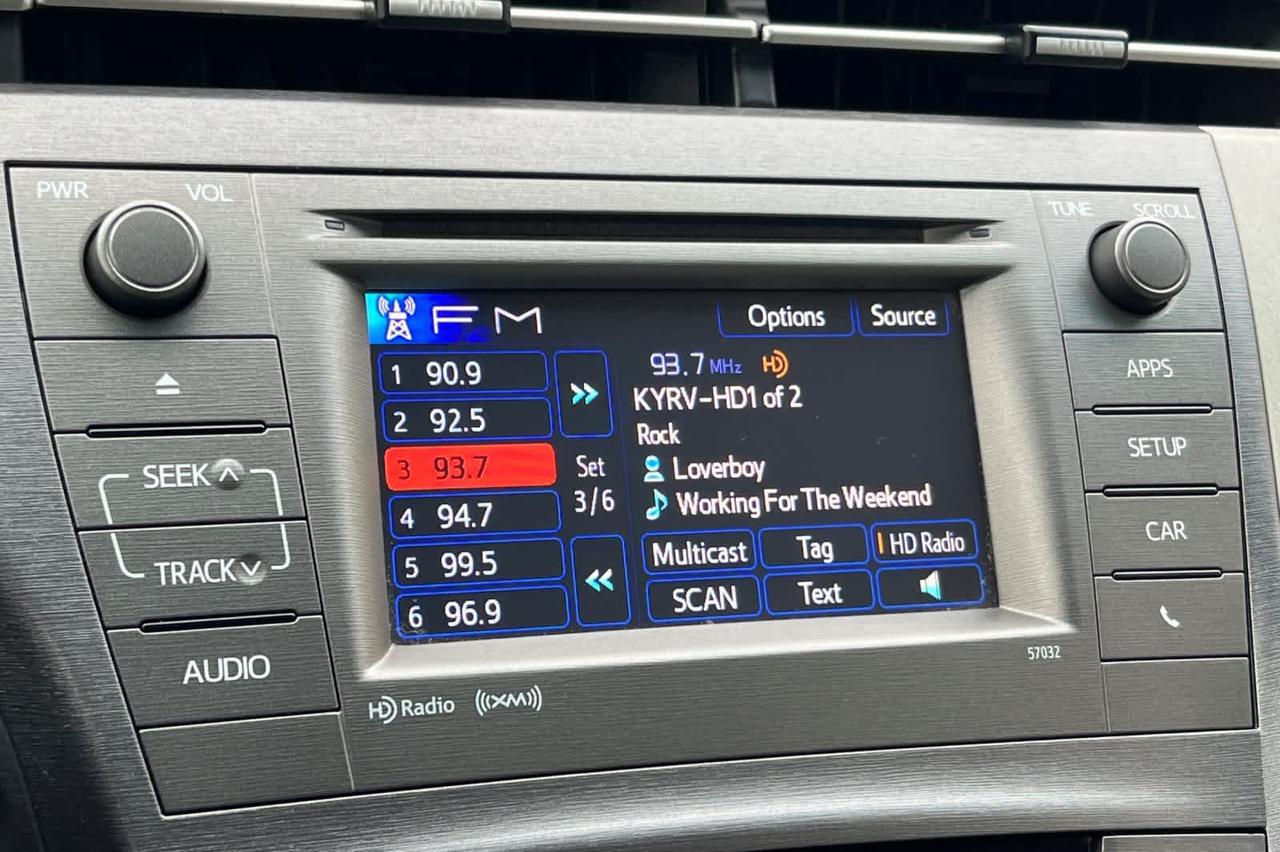 PWR VOL
TUNE SCROLL
FM
Options
Source
1 90.9
2 92.5
3 93.7
4 94.7
5 99.5
6 96.9
Set
3/6
93.7 MHz HD
KYRV-HD1 of 2
Rock
Loverboy
Working For The Weekend
Multicast
Tag
HD Radio
SCAN
Text
SEEK
TRACK
AUDIO
APPS
SETUP
CAR
57032
HD Radio
((XM))